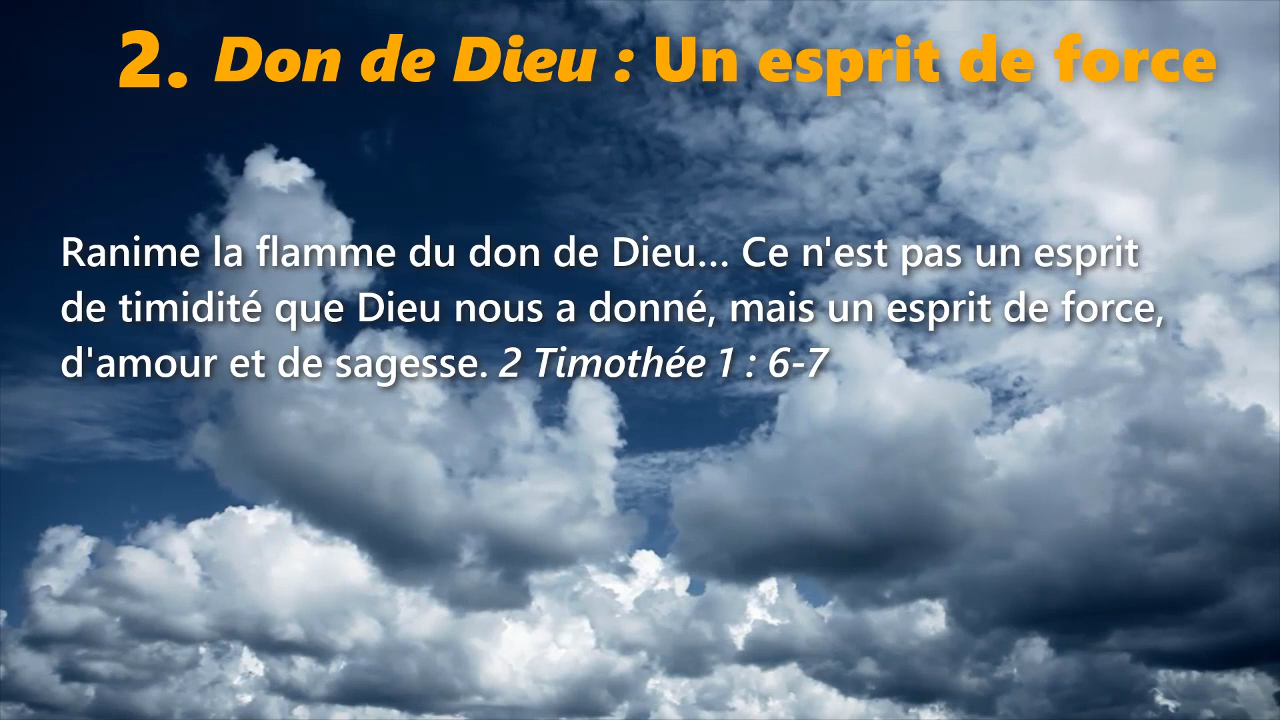 2. Don de Dieu : Un esprit de force
Ranime la flamme du don de Dieu... Ce n'est pas un esprit
de timidité que Dieu nous a donné, mais un esprit de force,
d'amour et de sagesse. 2 Timothée 1 : 6-7